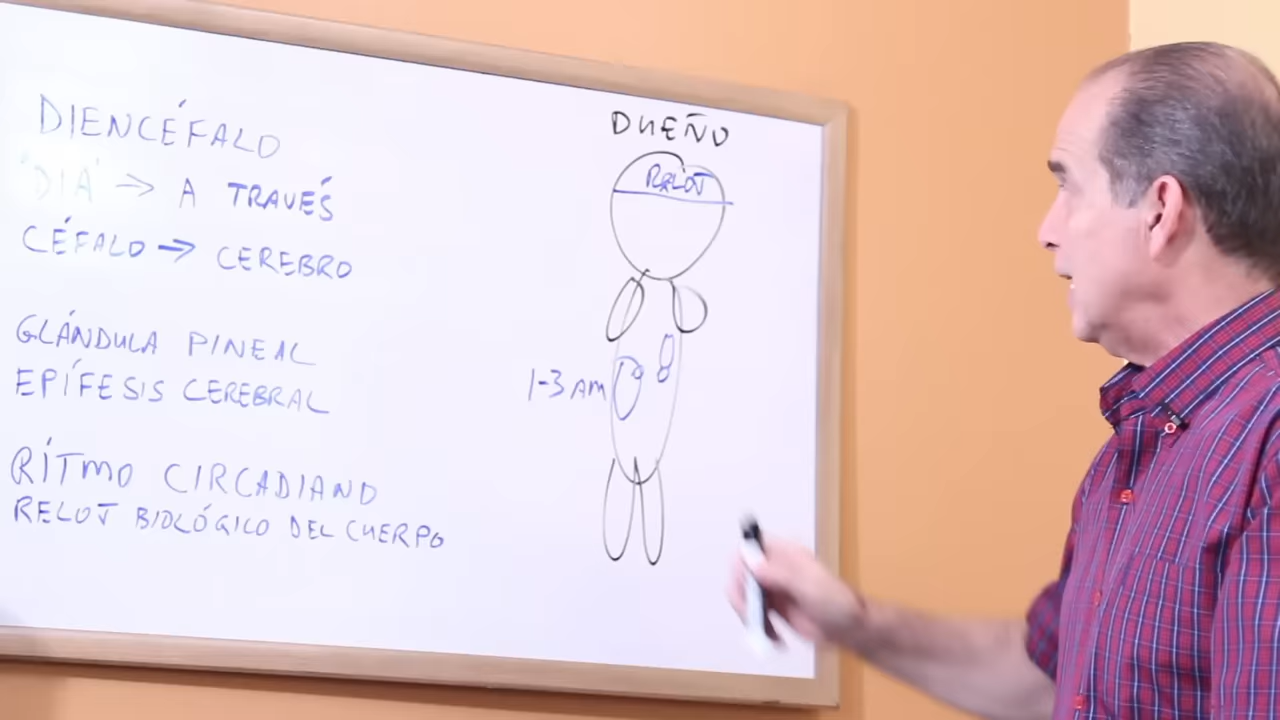 DIENCÉFALO
"DIA" → A TRAVÉS
CÉFALO → CEREBRO
GLÁNDULA PINEAL
EPÍFESIS CEREBRAL
RÍTMO CIRCADIANO
RELOJ BIOLÓGICO DEL CUERPO
DUEÑO
RELOJ
1-3 AM